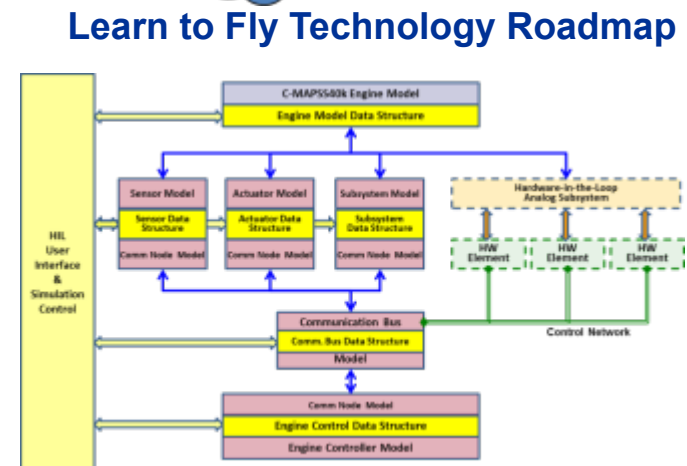 Learn to Fly Technology Roadmap
C-MAPSS40k Engine Model
Engine Model Data Structure
Sensor Model
Sensor Data
Structure
Comm Node Model
Actuator Model
Actuator Data
Structure
Comm Node Model
Subsystem Model
Subsystem
Data Structure
Comm Node Model
Hardware-in-the-Loop
Analog Subsystem
HW
Element
HW
Element
HW
Element
HIL
User
Interface
&
Simulation
Control
Communication Bus
Comm. Bus Data Structure
Model
Control Network
Comm Node Model
Engine Control Data Structure
Engine Controller Model